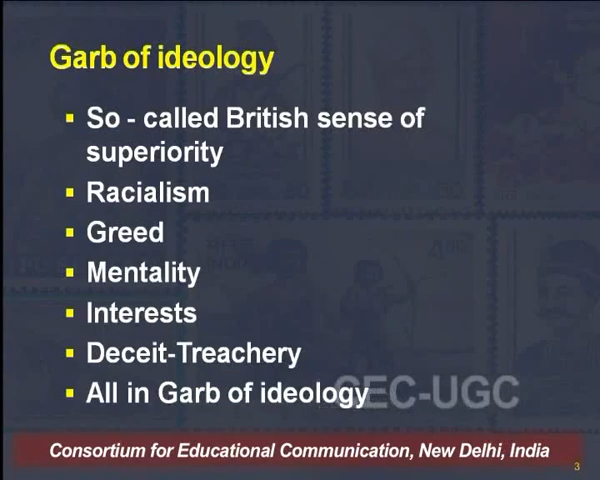 Garb of ideology
▪ So - called British sense of
superiority
▪ Racialism
▪ Greed
▪ Mentality
▪ Interests
▪ Deceit-Treachery
▪ All in Garb of ideology
CEC-UGC
Consortium for Educational Communication, New Delhi, India
3